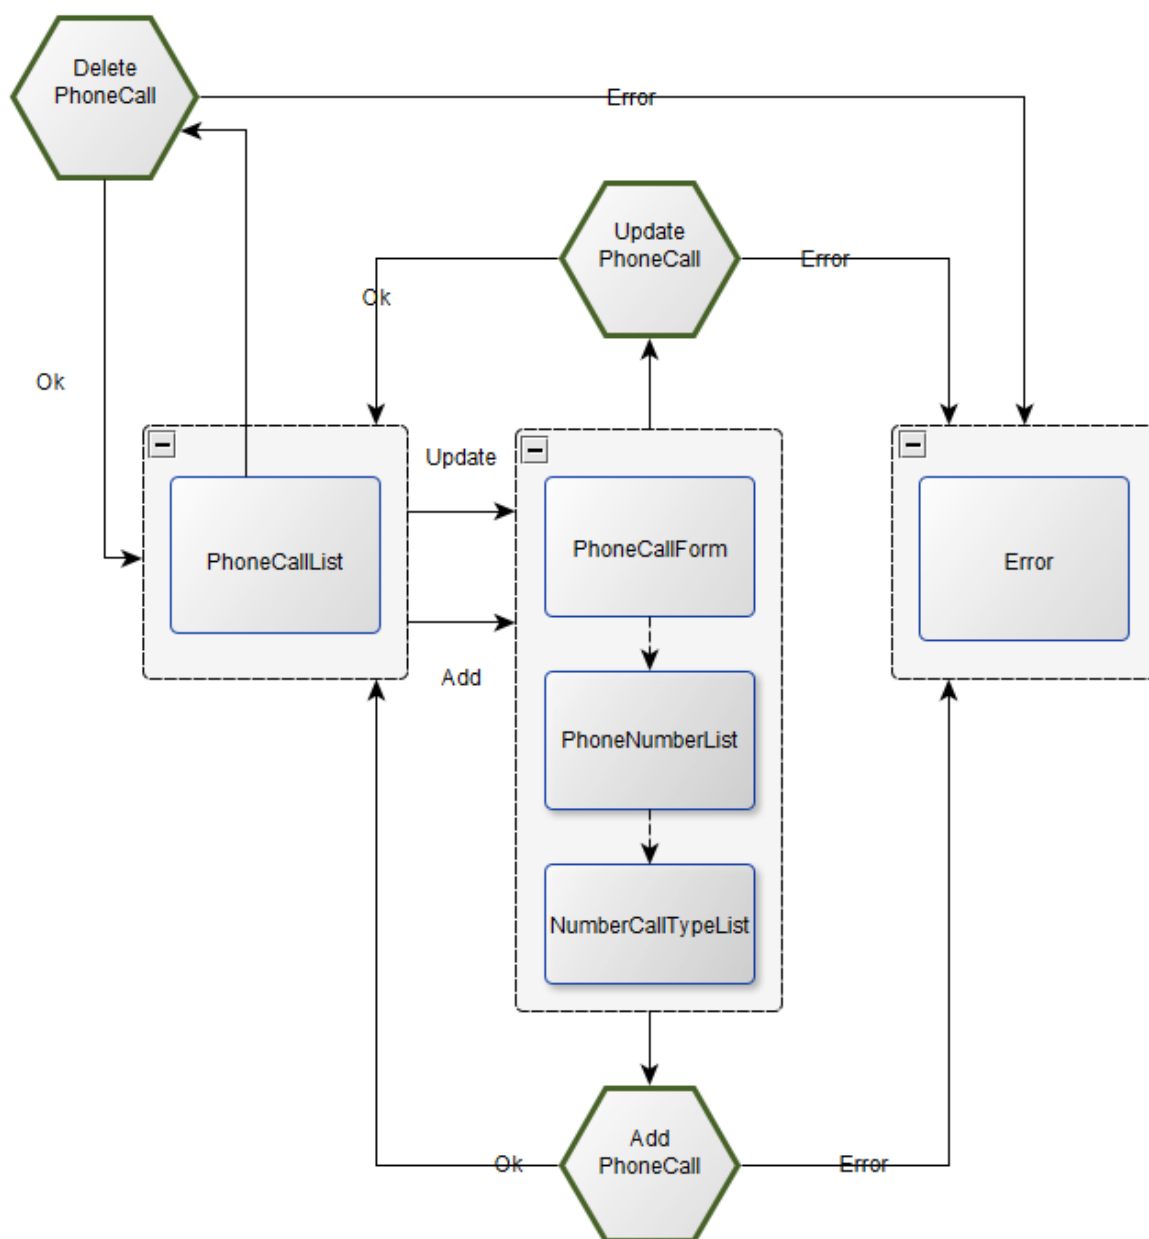 Delete
PhoneCall
Error
Update
PhoneCall
Error
Ok
Ok
Update
PhoneCallForm
PhoneCallList
Error
Add
PhoneNumberList
NumberCallTypeList
Add
PhoneCall
Ok
Error